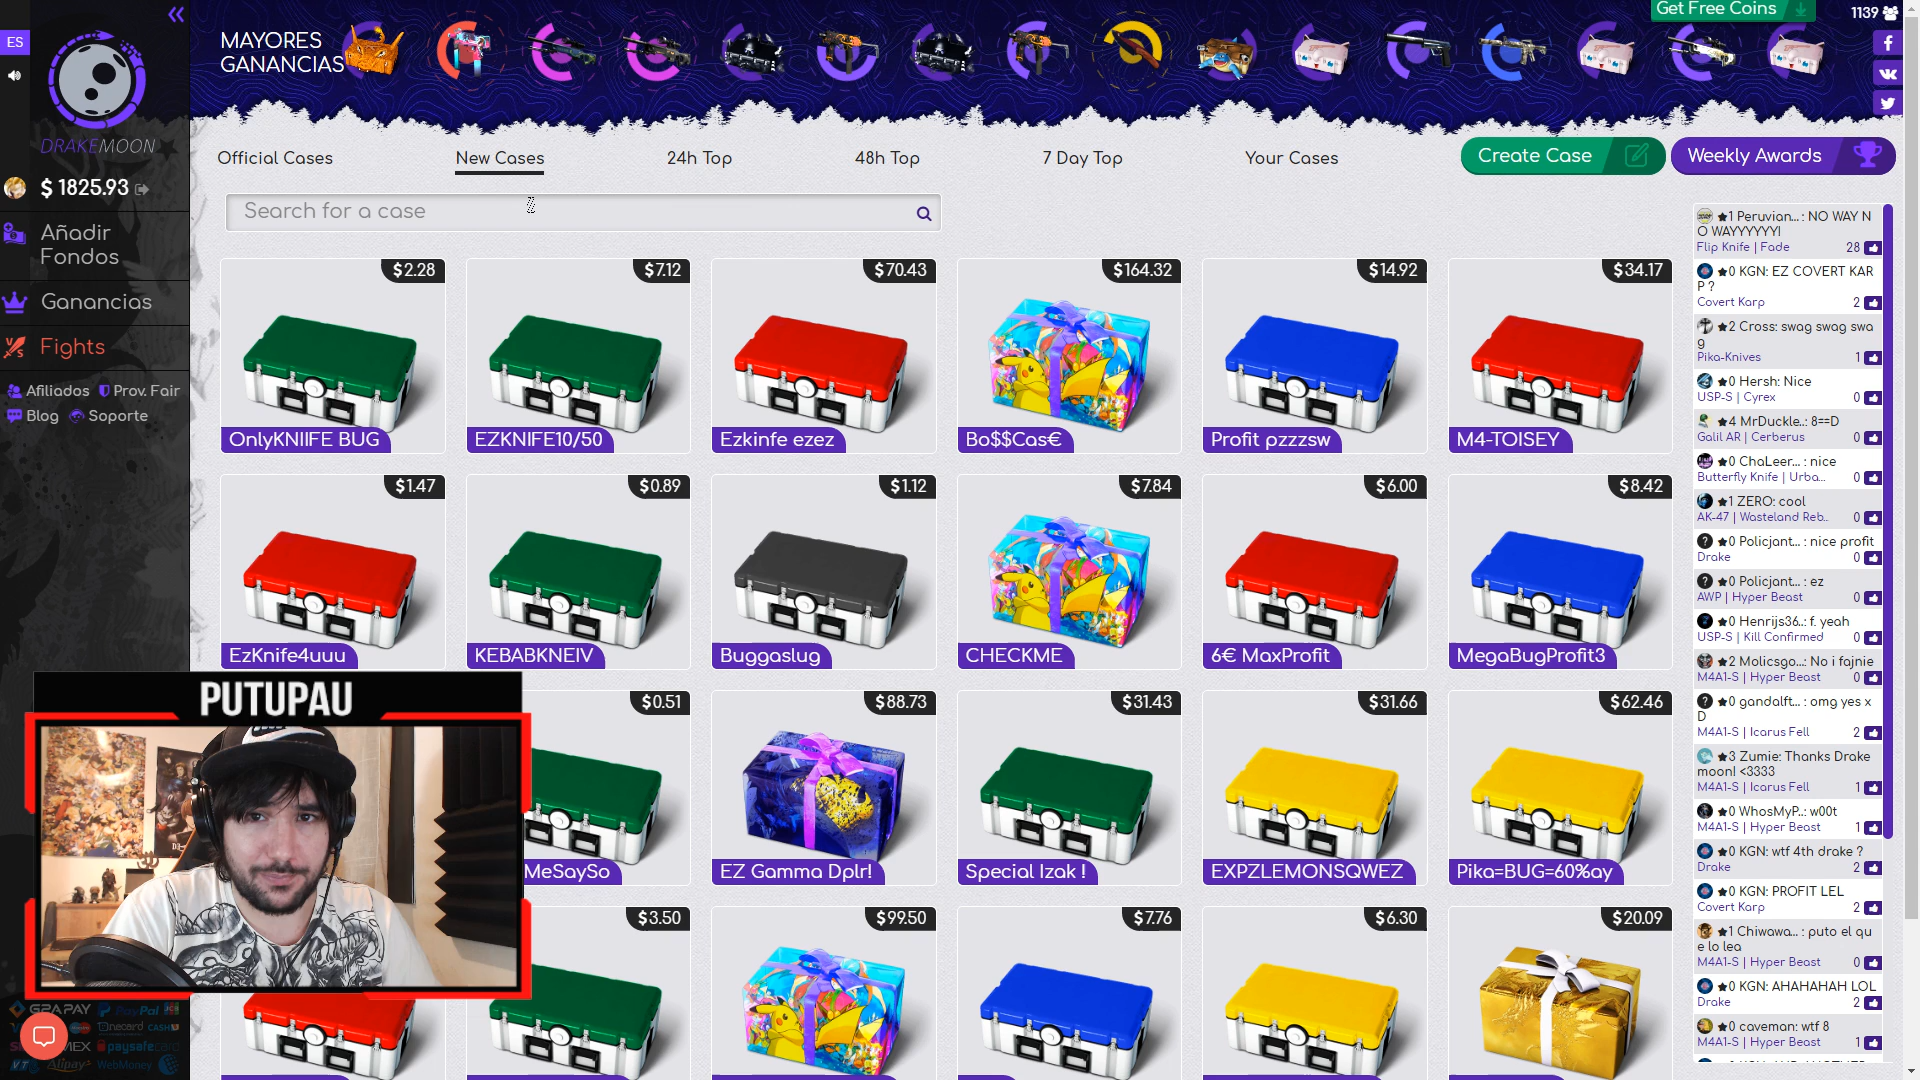 ES
DRAKEMOON
$ 1825.93
Añadir
Fondos
Ganancias
Fights
Afiliados
Prov. Fair
Blog
Soporte
MAYORES
GANANCIAS
Get Free Coins
1139
Official Cases
New Cases
24h Top
48h Top
7 Day Top
Your Cases
Create Case
Weekly Awards
Search for a case
$2.28
OnlyKNIIFE BUG
$7.12
EZKNIFE10/50
$70.43
Ezkinfe ezez
$164.32
Bo$$Cas€
$14.92
Profit pzzzsw
$34.17
M4-TOISEY
$1.47
EzKnife4uuu
$0.89
KEBABKNEIV
$1.12
Buggaslug
$7.84
CHECKME
$6.00
6€ MaxProfit
$8.42
MegaBugProfit3
$0.51
MeSaySo
$88.73
EZ Gamma Dplr!
$31.43
Special Izak !
$31.66
EXPZLEMONSQWEZ
$62.46
Pika=BUG=60%ay
$3.50
$99.50
$7.76
$6.30
$20.09
PUTUPAU
★1 Peruvian... : NO WAY N
O WAYYYYYYI
Flip Knife | Fade 28
★0 KGN: EZ COVERT KAR
P ?
Covert Karp 2
★2 Cross: swag swag swa
g
Pika-Knives 1
★0 Hersh: Nice
USP-S | Cyrex 0
★4 MrDuckle..: 8==D
Galil AR | Cerberus 0
★0 ChaLeer... : nice
Butterfly Knife | Urba... 0
★1 ZERO: cool
AK-47 | Wasteland Reb.. 0
★0 Policjant... : nice profit
Drake 0
★0 Policjant... : ez
AWP | Hyper Beast 0
★0 Henrijs36..: f. yeah
USP-S | Kill Confirmed 0
★2 Molicsgo...: No i fajnie
M4A1-S | Hyper Beast 0
★0 gandalft... : omg yes x
D
M4A1-S | Icarus Fell 2
★3 Zumie: Thanks Drake
moon! <3333
M4A1-S | Icarus Fell 1
★0 WhosMyP..: w00t
M4A1-S | Hyper Beast 1
★0 KGN: wtf 4th drake ?
Drake 2
★0 KGN: PROFIT LEL
Covert Karp 2
★1 Chiwawa... : puto el qu
e lo lea
M4A1-S | Hyper Beast 0
★0 KGN: AHAHAHAH LOL
Drake 2
★0 caveman: wtf 8
M4A1-S | Hyper Beast 1
G2APAY
PayPal
paysafecard
Alipay
WebMoney